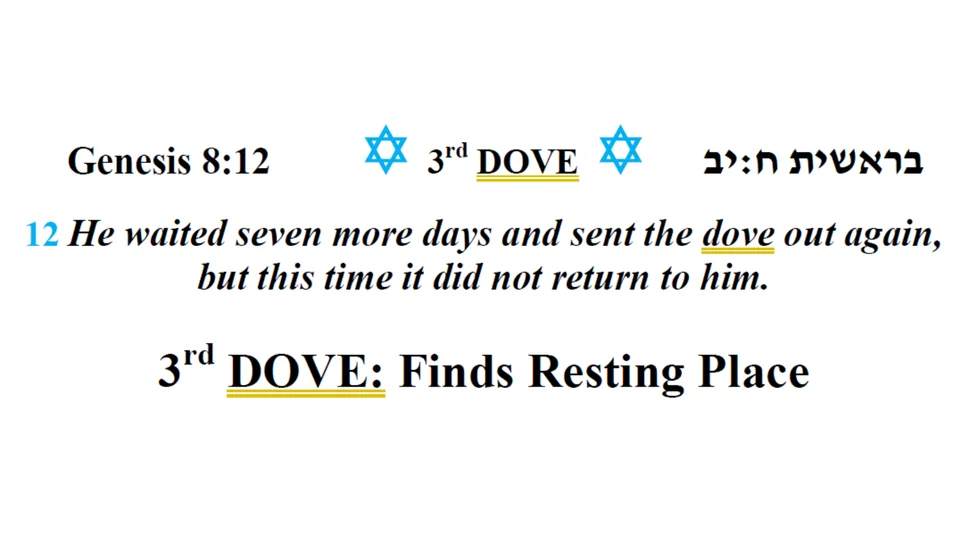 Genesis 8:12 ✡ 3rd DOVE ✡ בראשית ח:יב
12 He waited seven more days and sent the dove out again,
but this time it did not return to him.
3rd DOVE: Finds Resting Place